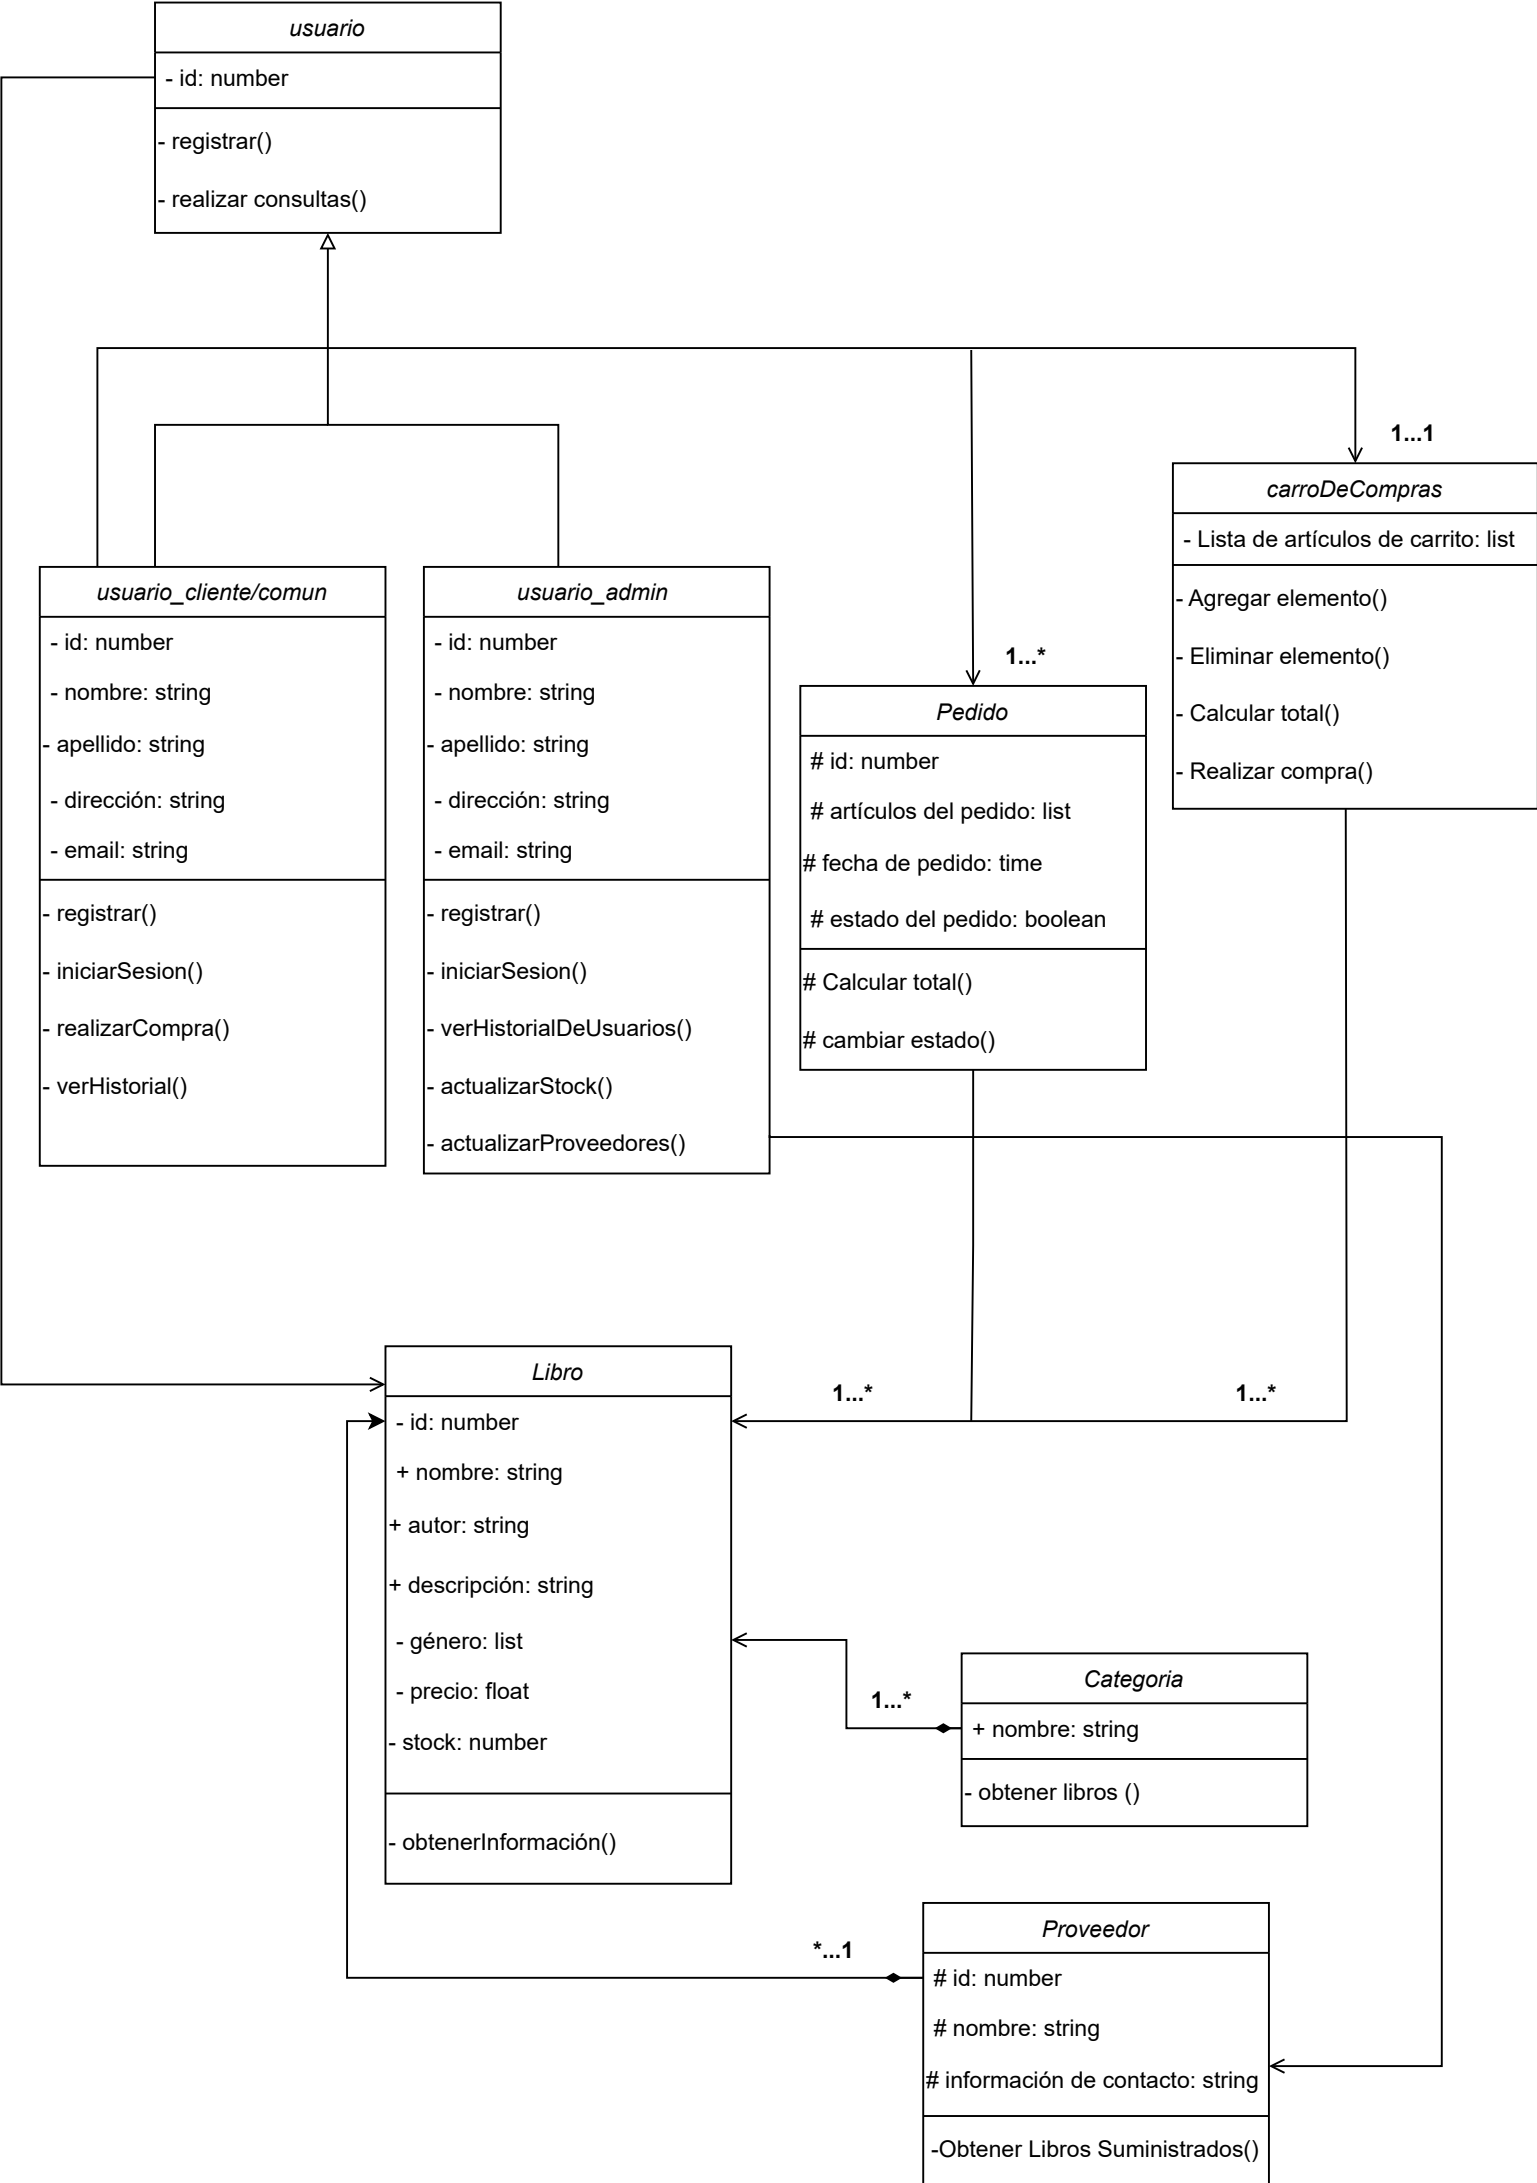 usuario
- id: number
- registrar()
- realizar consultas()
1...1
carroDeCompras
- Lista de artículos de carrito: list
- Agregar elemento()
- Eliminar elemento()
- Calcular total()
- Realizar compra()
usuario_cliente/comun
- id: number
- nombre: string
- apellido: string
- dirección: string
- email: string
- registrar()
- iniciarSesion()
- realizarCompra()
- verHistorial()
usuario_admin
- id: number
- nombre: string
- apellido: string
- dirección: string
- email: string
- registrar()
- iniciarSesion()
- verHistorialDeUsuarios()
- actualizarStock()
- actualizarProveedores()
1...*
Pedido
# id: number
# artículos del pedido: list
# fecha de pedido: time
# estado del pedido: boolean
# Calcular total()
# cambiar estado()
Libro
- id: number
+ nombre: string
+ autor: string
+ descripción: string
- género: list
- precio: float
- stock: number
- obtenerInformación()
1...*
1...*
1...*
Categoria
+ nombre: string
- obtener libros ()
*...1
Proveedor
# id: number
# nombre: string
# información de contacto: string
-Obtener Libros Suministrados()